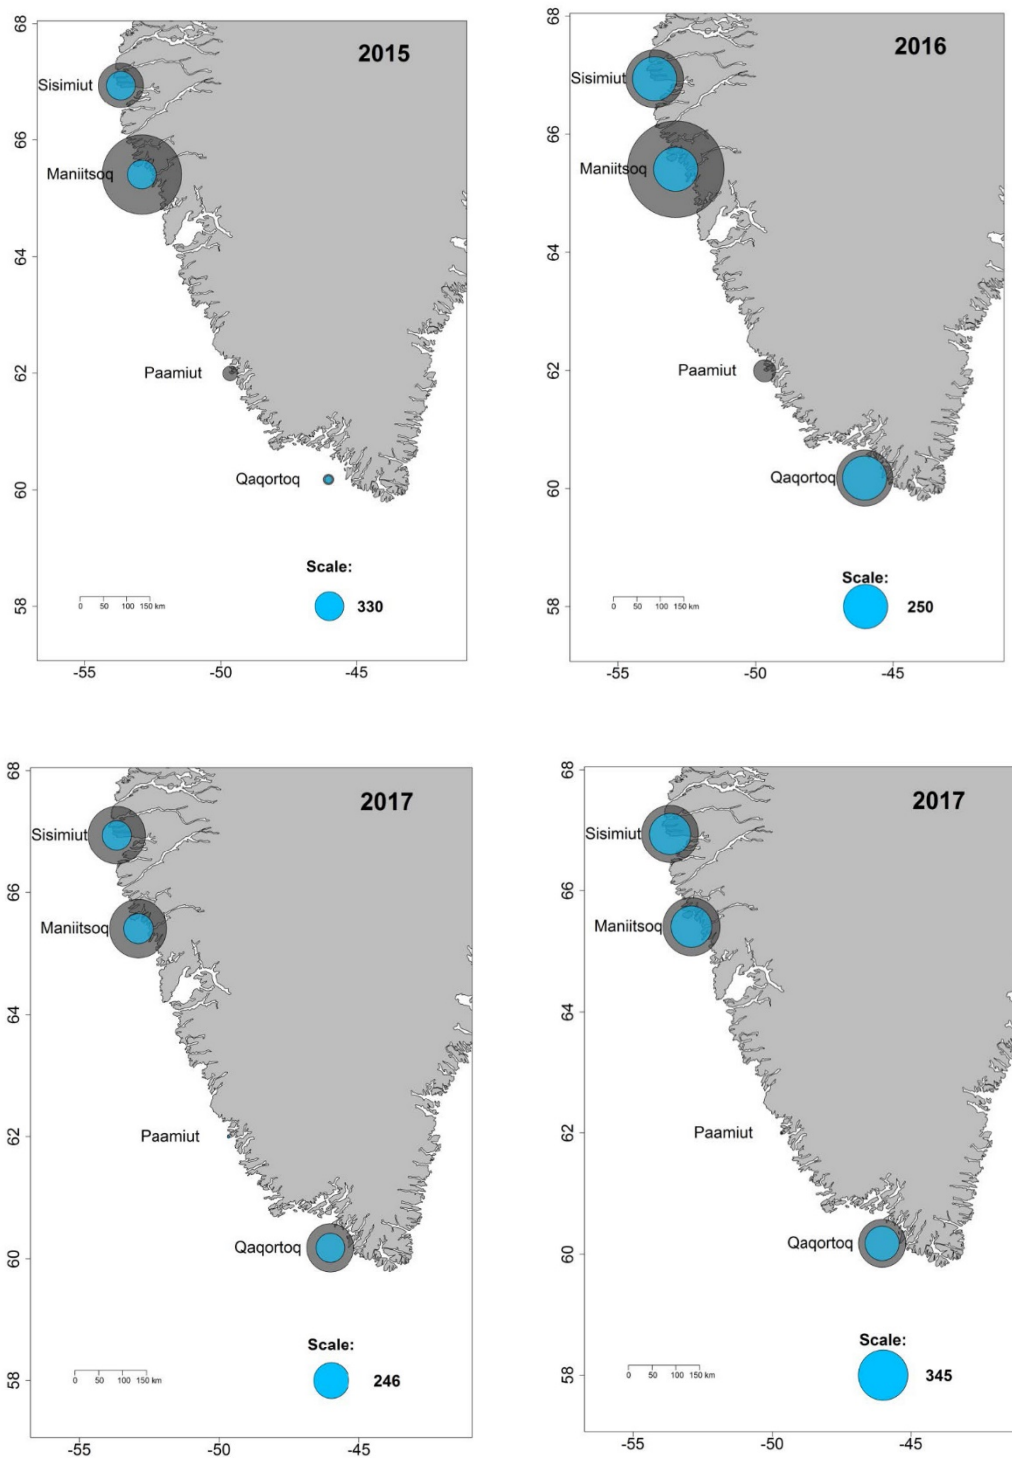 68
2015
Sisimiut
66
Maniitsoq
64
62
Paamiut
Qaqortoq
60
Scale:
58
0 50 100 150 km
330
-55 -50 -45
68
2016
Sisimiut
66
Maniitsoq
64
62
Paamiut
Qaqortoq
60
Scale:
58
0 50 100 150 km
250
-55 -50 -45
68
2017
Sisimiut
66
Maniitsoq
64
62
Paamiut
Qaqortoq
60
Scale:
58
0 50 100 150 km
246
-55 -50 -45
68
2017
Sisimiut
66
Maniitsoq
64
62
Paamiut
Qaqortoq
60
Scale:
58
0 50 100 150 km
345
-55 -50 -45